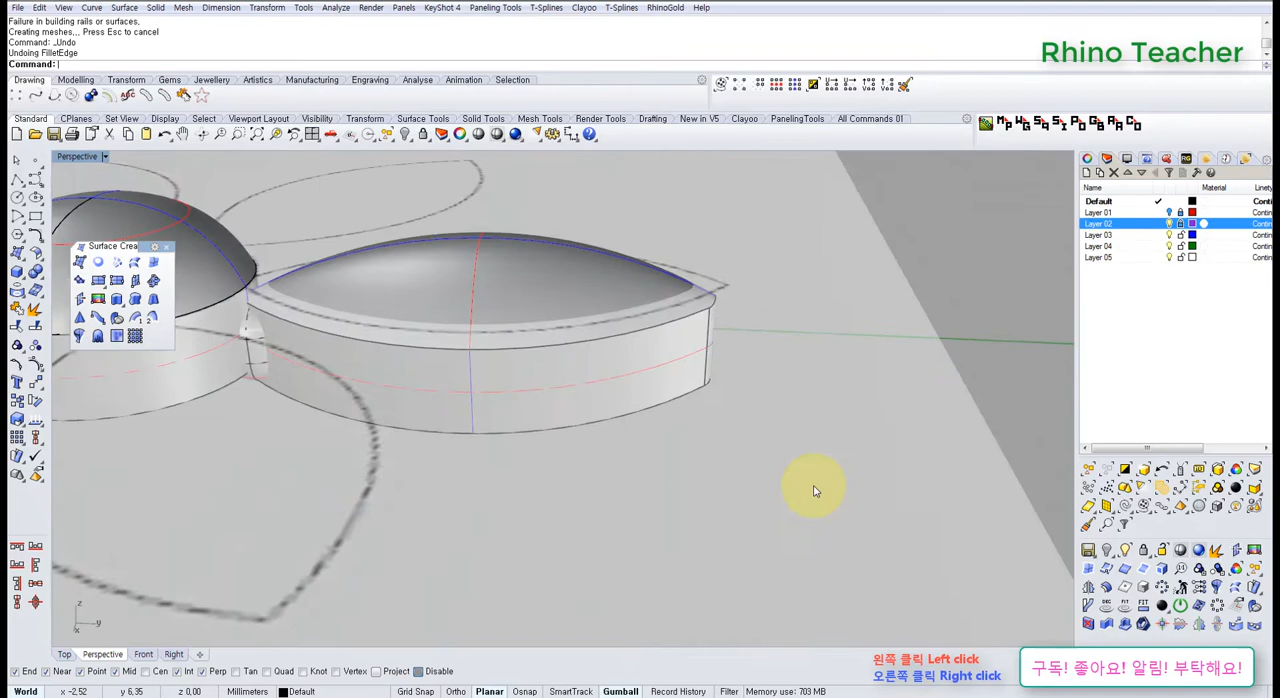 File Edit View Curve Surface Solid Mesh Dimension Transform Tools Analyze Render Panels KeyShot 4 Paneling Tools T-Splines Clayoo T-Splines RhinoGold Help
Failure in building rails or surfaces.
Creating meshes... Press Esc to cancel
Command: _Undo
Undoing FilletEdge
Command:
Rhino Teacher
Drawing Modelling Transform Gems Jewellery Artistics Manufacturing Engraving Analyse Animation Selection
Standard CPlanes Set View Display Select Viewport Layout Visibility Transform Surface Tools Solid Tools Mesh Tools Render Tools Drafting New in V5 Clayoo PanelingTools All Commands 01
Perspective
Surface Crea
Name Material Linety
Default Conti
Layer 01 Contin
Layer 02 Contin
Layer 03 Contin
Layer 04 Contin
Layer 05 Contin
z
y
x
Top Perspective Front Right
End Near Point Mid Cen Int Perp Tan Quad Knot Vertex Project Disable
왼쪽 클릭 Left click
오른쪽 클릭 Right click
구독! 좋아요! 알림! 부탁해요!
World x -2.52 y 6.35 z 0.00 Millimeters Default Grid Snap Ortho Planar Osnap SmartTrack Gumball Record History Filter Memory use: 703 MB